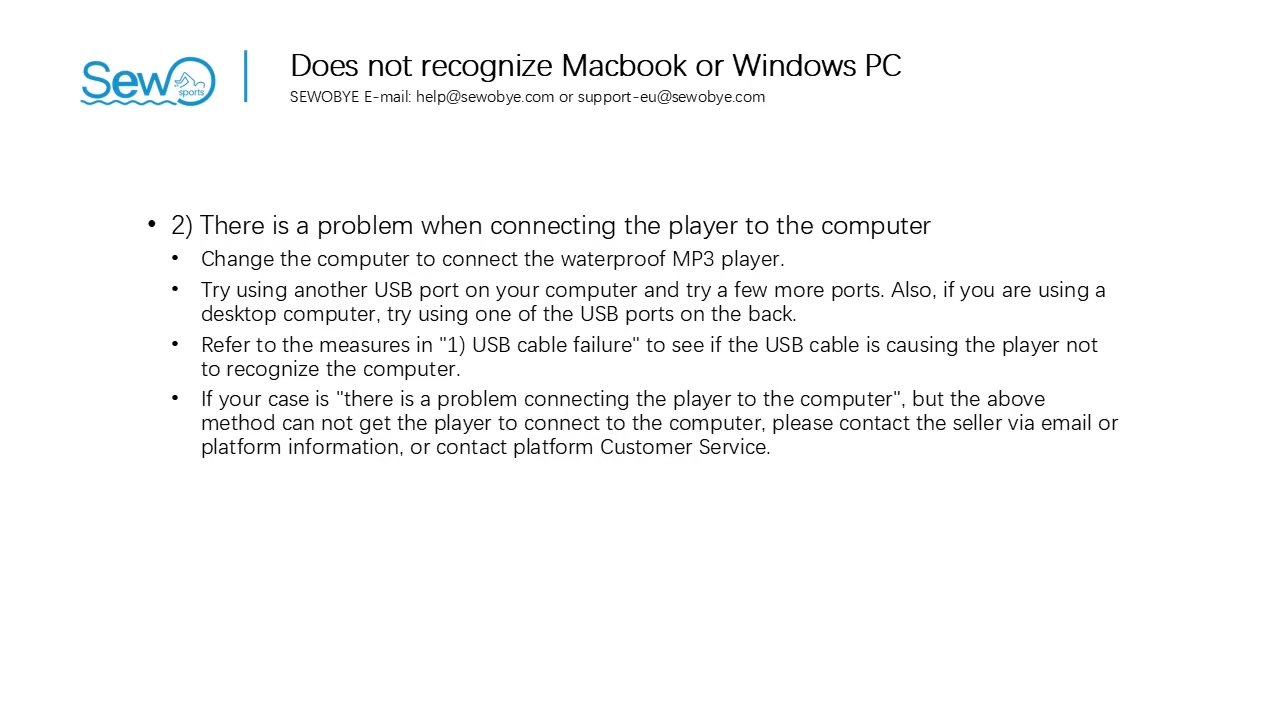 Sew
sports
Does not recognize Macbook or Windows PC
SEWOBYE E-mail: help@sewobye.com or support-eu@sewobye.com
• 2) There is a problem when connecting the player to the computer
• Change the computer to connect the waterproof MP3 player.
• Try using another USB port on your computer and try a few more ports. Also, if you are using a
desktop computer, try using one of the USB ports on the back.
• Refer to the measures in "1) USB cable failure" to see if the USB cable is causing the player not
to recognize the computer.
• If your case is "there is a problem connecting the player to the computer", but the above
method can not get the player to connect to the computer, please contact the seller via email or
platform information, or contact platform Customer Service.